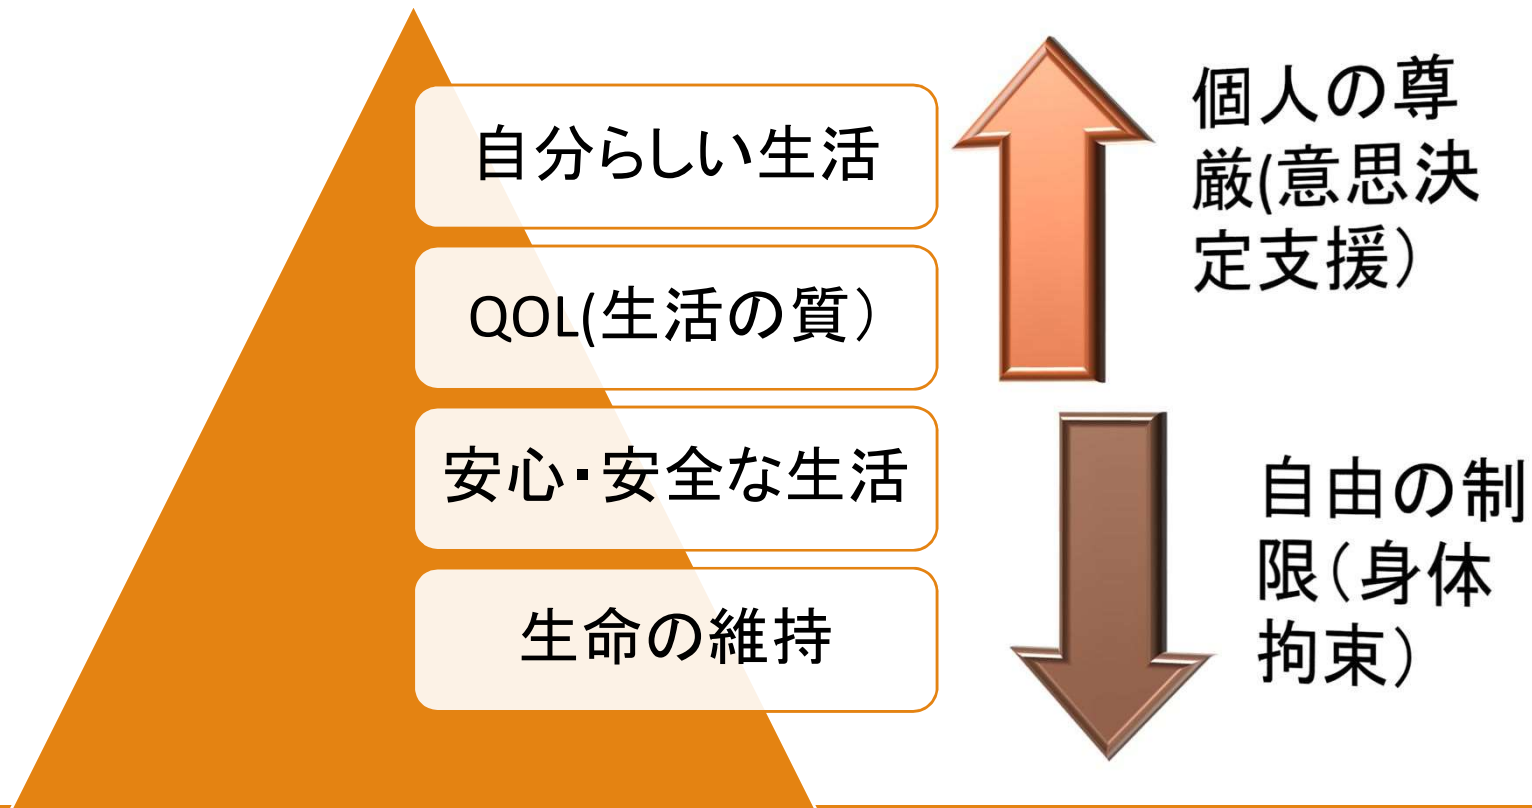 自分らしい生活
QOL(生活の質）
安心・安全な生活
生命の維持
個人の尊
厳(意思決
定支援）
自由の制
限（身体
拘束）